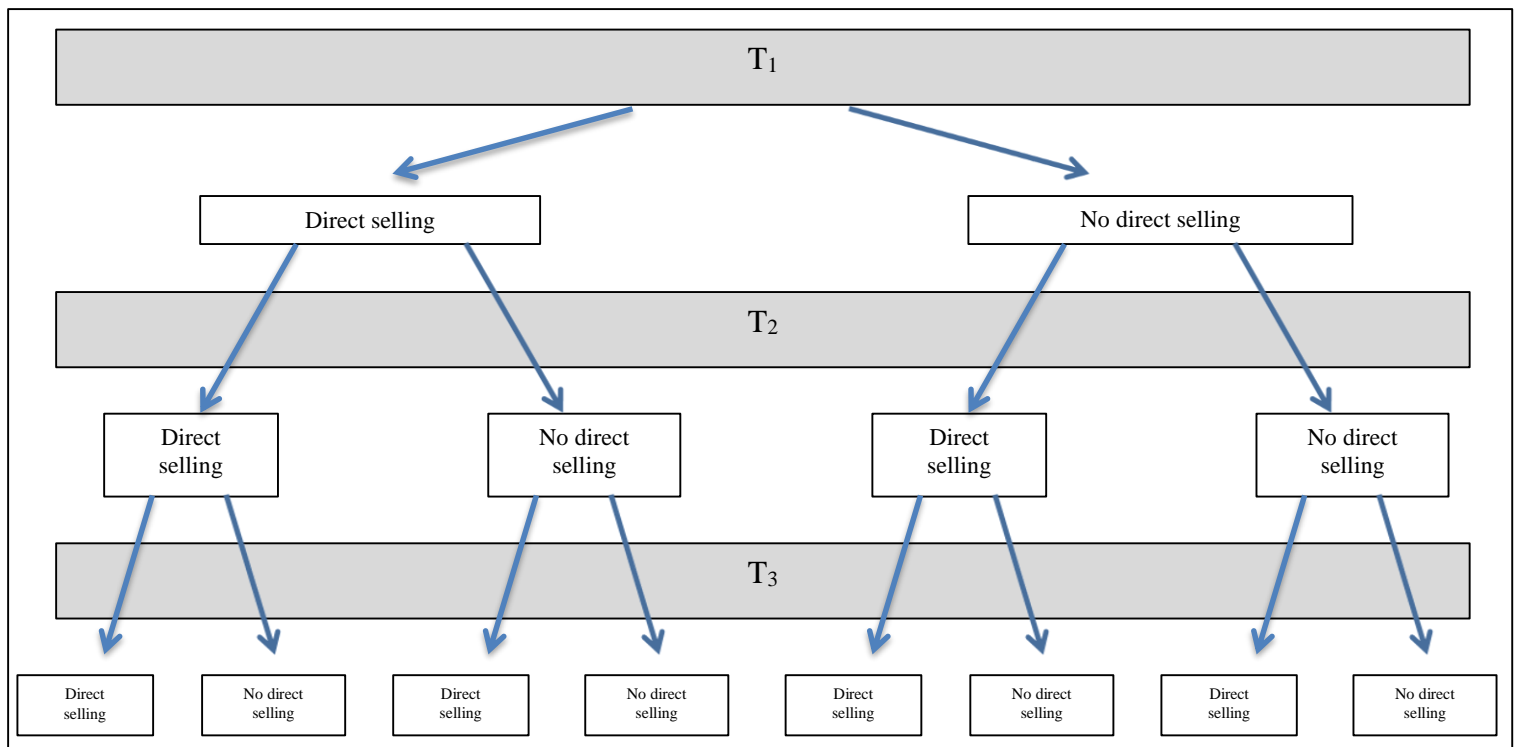 T₁
Direct selling
No direct selling
T₂
Direct
selling
No direct
selling
Direct
selling
No direct
selling
T₃
Direct
selling
No direct
selling
Direct
selling
No direct
selling
Direct
selling
No direct
selling
Direct
selling
No direct
selling